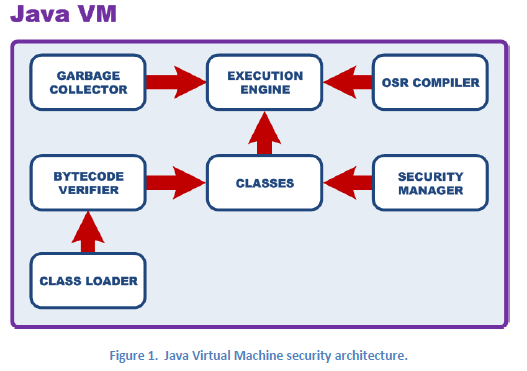 Java VM
GARBAGE
COLLECTOR
EXECUTION
ENGINE
OSR COMPILER
BYTECODE
VERIFIER
CLASSES
SECURITY
MANAGER
CLASS LOADER
Figure 1. Java Virtual Machine security architecture.